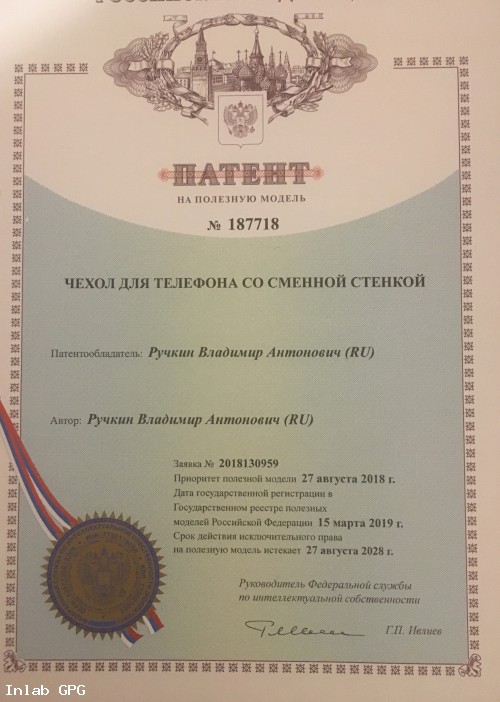 ПАТЕНТ
НА ПОЛЕЗНУЮ МОДЕЛЬ
№ 187718
ЧЕХОЛ ДЛЯ ТЕЛЕФОНА СО СМЕННОЙ СТЕНКОЙ
Патентообладатель: Ручкин Владимир Антонович (RU)
Автор: Ручкин Владимир Антонович (RU)
Заявка № 2018130959
Приоритет полезной модели 27 августа 2018 г.
Дата государственной регистрации в
Государственном реестре полезных
моделей Российской Федерации 15 марта 2019 г.
Срок действия исключительного права
на полезную модель истекает 27 августа 2028 г.
Руководитель Федеральной службы
по интеллектуальной собственности
Г.П. Ивлиев
Inlab GPG